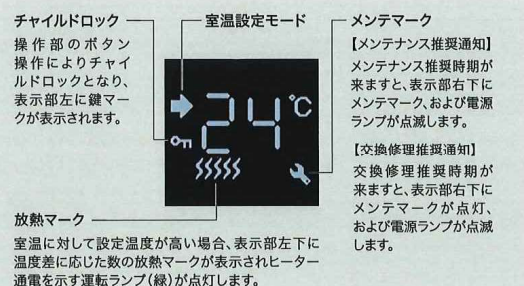 チャイルドロック
操作部のボタン
操作によりチャイ
ルドロックとなり、
表示部左に鍵マー
クが表示されます。
室温設定モード
24℃
メンテマーク
【メンテナンス推奨通知】
メンテナンス推奨時期が
来ますと、表示部右下に
メンテマーク、および電源
ランプが点滅します。
【交換修理推奨通知】
交換修理推奨時期が
来ますと、表示部右下に
メンテマークが点灯、
および電源ランプが点滅
します。
放熱マーク
室温に対して設定温度が高い場合、表示部左下に
温度差に応じた数の放熱マークが表示されヒーター
通電を示す運転ランプ(緑)が点灯します。